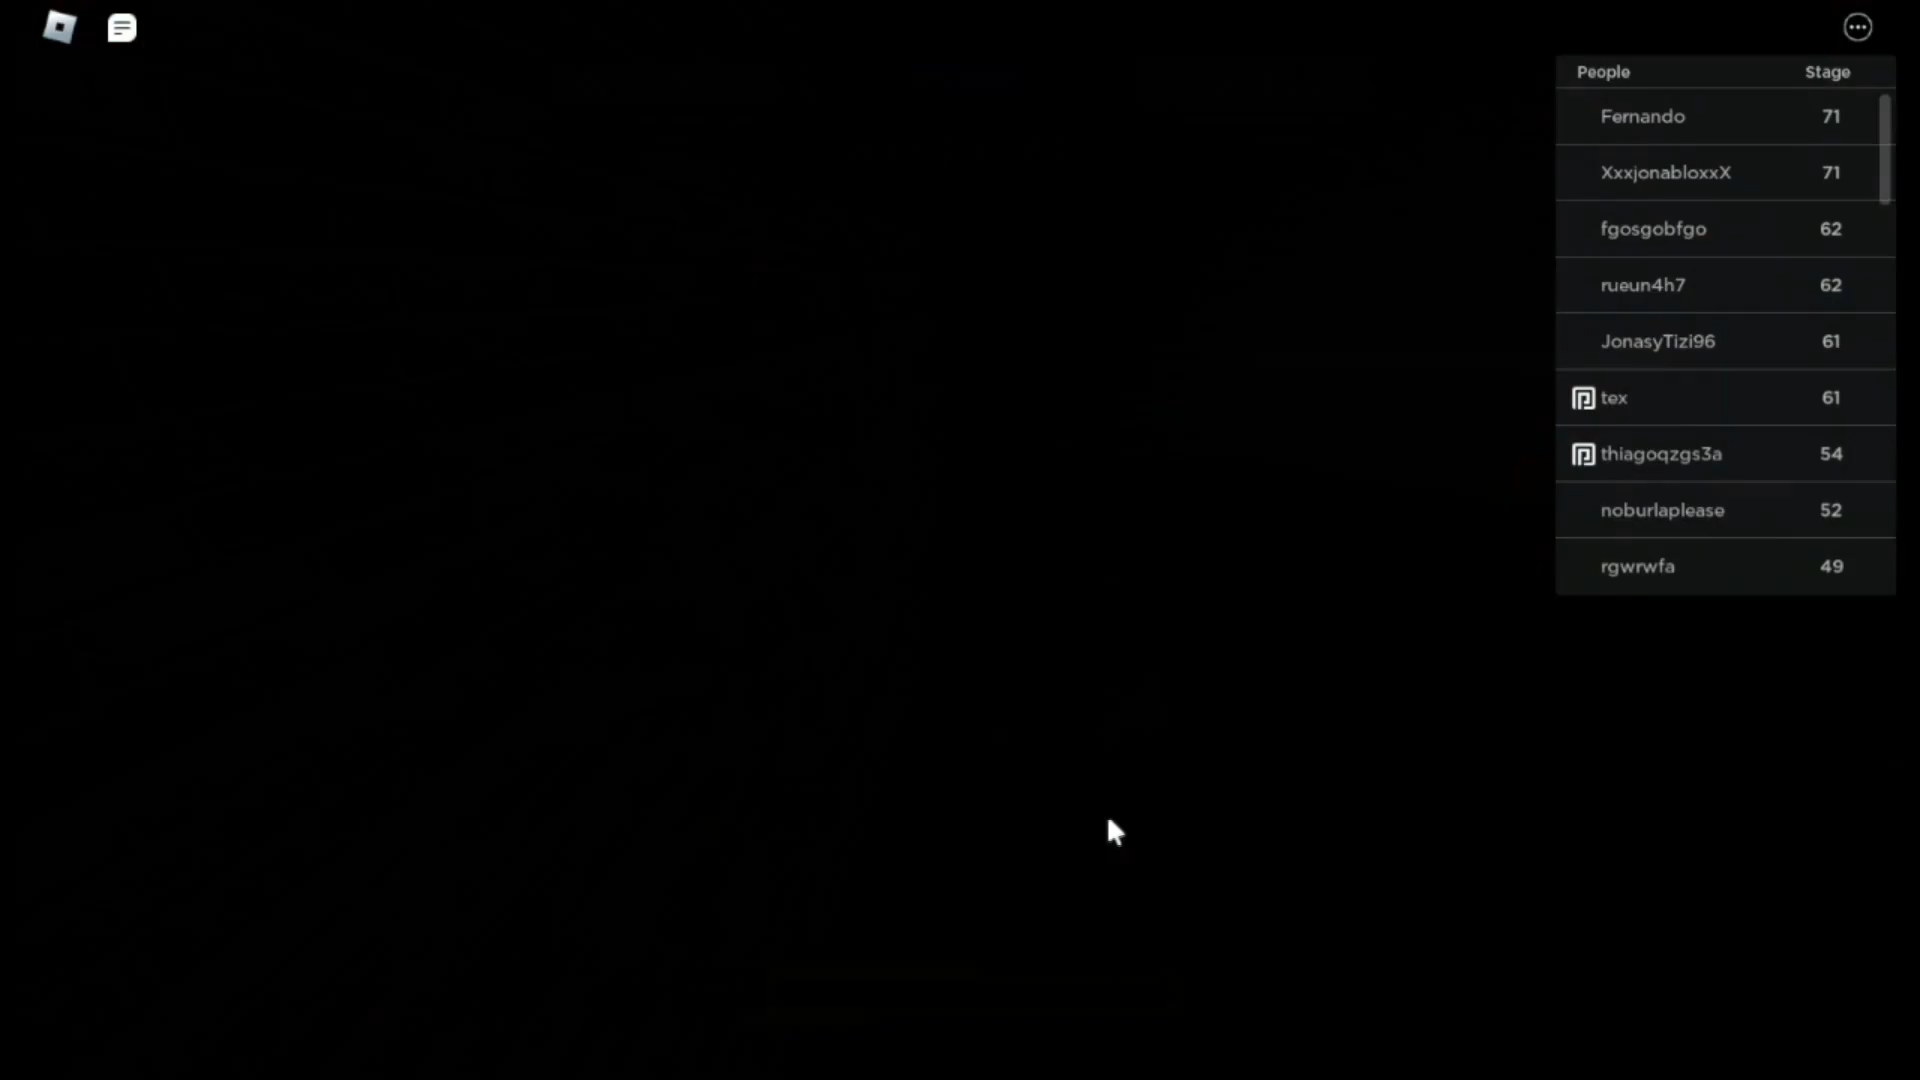 People Stage
Fernando 71
XxxjonabloxxX 71
fgosgobfgo 62
rueun4h7 62
JonasyTizi96 61
tex 61
thiagoqzgs3a 54
noburlaplease 52
rgwrwfa 49